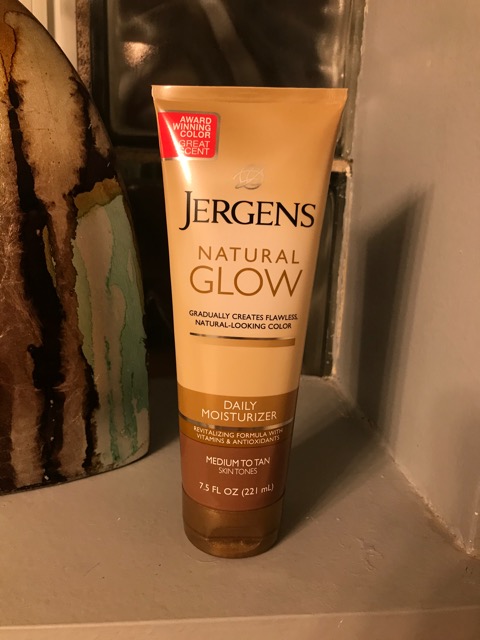 AWARD
WINNING
COLOR
GREAT
SCENT
JERGENS
NATURAL
GLOW
GRADUALLY CREATES FLAWLESS,
NATURAL-LOOKING COLOR
DAILY
MOISTURIZER
REVITALIZING FORMULA WITH
VITAMINS & ANTIOXIDANTS
MEDIUM TO TAN
SKIN TONES
7.5 FL OZ (221 mL)